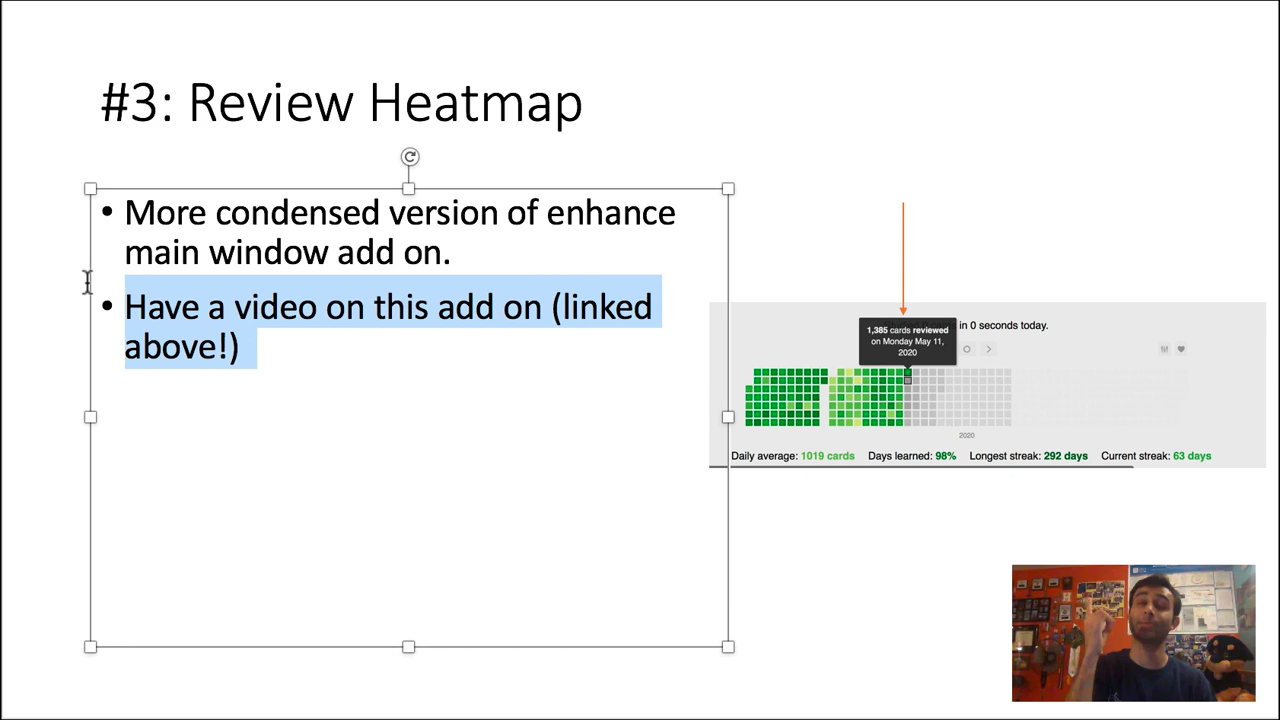 #3: Review Heatmap
• More condensed version of enhance
main window add on.
• Have a video on this add on (linked
above!)
in 0 seconds today.
1,385 cards reviewed
on Monday May 11,
2020
2020
Daily average: 1019 cards Days learned: 98% Longest streak: 292 days Current streak: 63 days